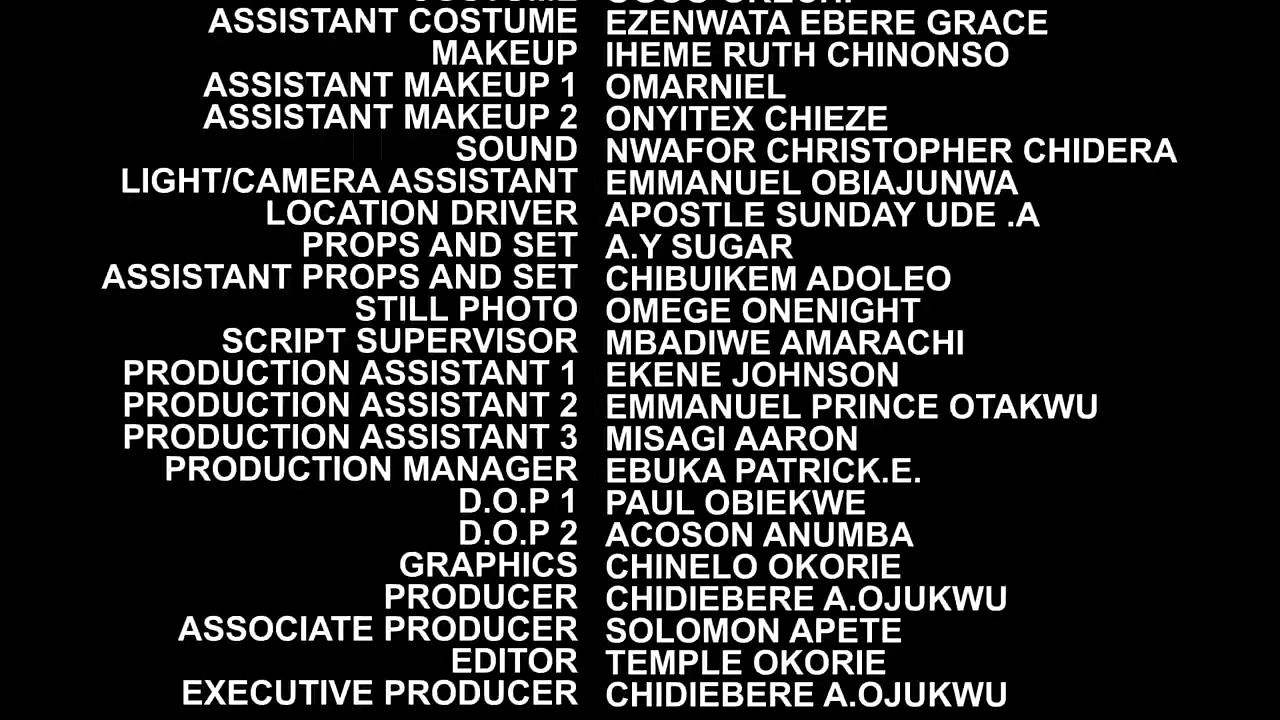 ASSISTANT COSTUME EZENWATA EBERE GRACE
MAKEUP IHEME RUTH CHINONSO
ASSISTANT MAKEUP 1 OMARNIEL
ASSISTANT MAKEUP 2 ONYITEX CHIEZE
SOUND NWAFOR CHRISTOPHER CHIDERA
LIGHT/CAMERA ASSISTANT EMMANUEL OBIAJUNWA
LOCATION DRIVER APOSTLE SUNDAY UDE .A
PROPS AND SET A.Y SUGAR
ASSISTANT PROPS AND SET CHIBUIKEM ADOLEO
STILL PHOTO OMEGE ONENIGHT
SCRIPT SUPERVISOR MBADIWE AMARACHI
PRODUCTION ASSISTANT 1 EKENE JOHNSON
PRODUCTION ASSISTANT 2 EMMANUEL PRINCE OTAKWU
PRODUCTION ASSISTANT 3 MISAGI AARON
PRODUCTION MANAGER EBUKA PATRICK.E.
D.O.P 1 PAUL OBIEKWE
D.O.P 2 ACOSON ANUMBA
GRAPHICS CHINELO OKORIE
PRODUCER CHIDIEBERE A.OJUKWU
ASSOCIATE PRODUCER SOLOMON APETE
EDITOR TEMPLE OKORIE
EXECUTIVE PRODUCER CHIDIEBERE A.OJUKWU